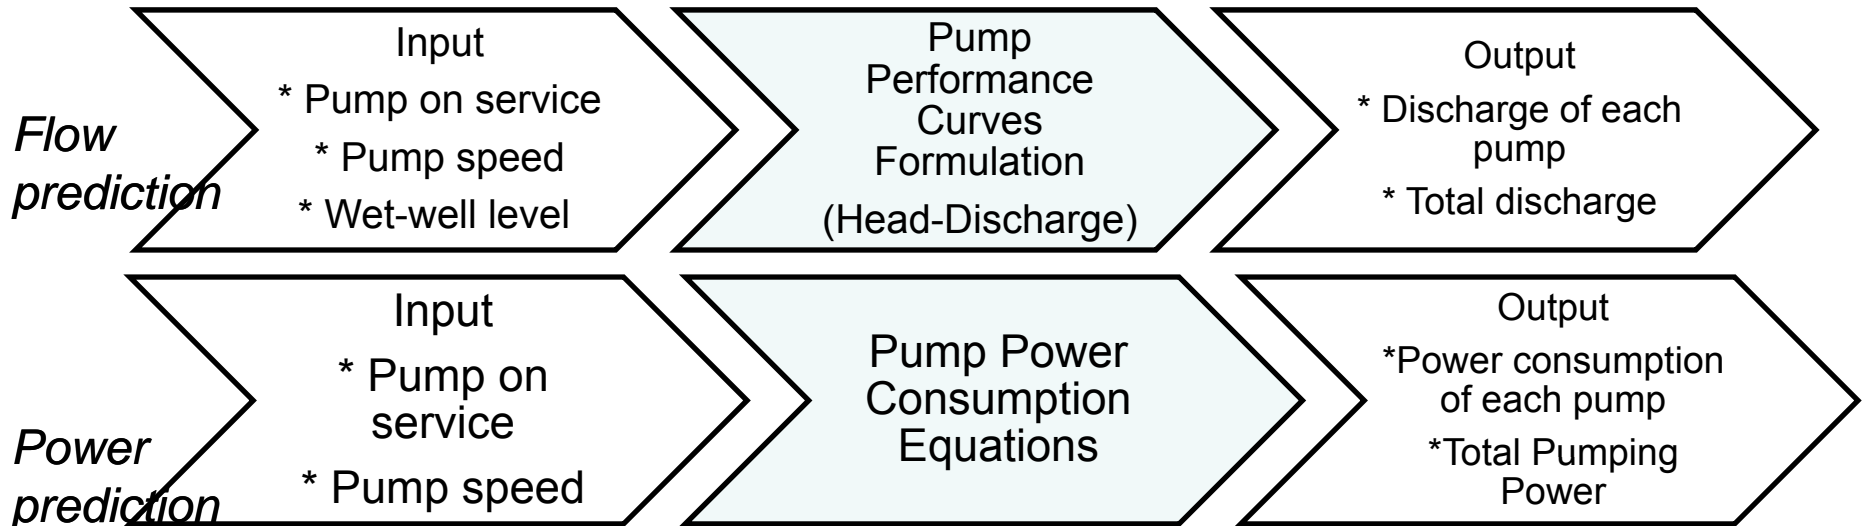 Flow
prediction
Input
* Pump on service
* Pump speed
* Wet-well level
Pump
Performance
Curves
Formulation
(Head-Discharge)
Output
* Discharge of each
pump
* Total discharge
Power
prediction
Input
* Pump on
service
* Pump speed
Pump Power
Consumption
Equations
Output
*Power consumption
of each pump
*Total Pumping
Power